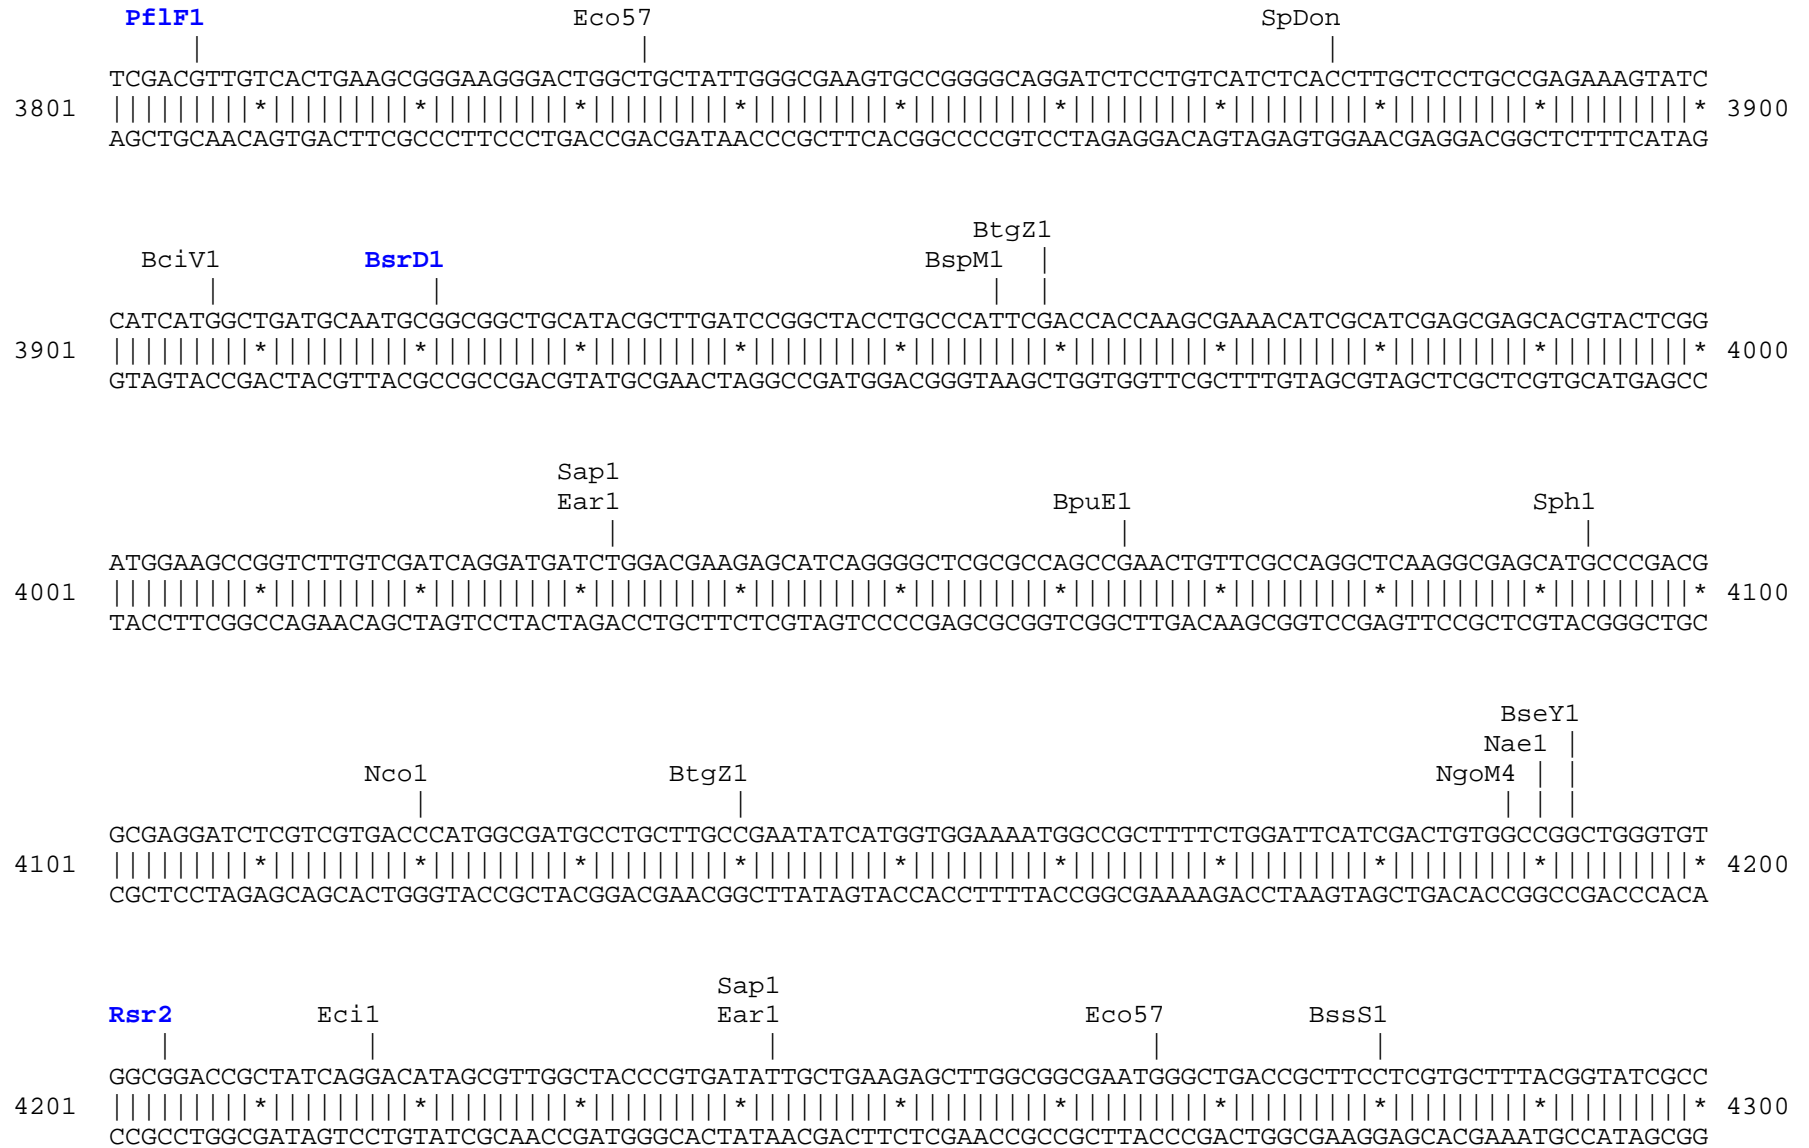 PflF1 Eco57 SpDon
| | |
TCGACGTTGTCACTGAAGCGGGAAGGGACTGGCTGCTATTGGGCGAAGTGCCGGGGCAGGATCTCCTGTCATCTCACCTTGCTCCTGCCGAGAAAGTATC
3801 |||||||||*|||||||||*|||||||||*|||||||||*|||||||||*|||||||||*|||||||||*|||||||||*|||||||||*|||||||||* 3900
AGCTGCAACAGTGACTTCGCCCTTCCCTGACCGACGATAACCCGCTTCACGGCCCCGTCCTAGAGGACAGTAGAGTGGAACGAGGACGGCTCTTTCATAG
BtgZ1
BciV1 BsrD1 BspM1 |
| | | |
CATCATGGCTGATGCAATGCGGCGGCTGCATACGCTTGATCCGGCTACCTGCCCATTCGACCACCAAGCGAAACATCGCATCGAGCGAGCACGTACTCGG
3901 |||||||||*|||||||||*|||||||||*|||||||||*|||||||||*|||||||||*|||||||||*|||||||||*|||||||||*|||||||||* 4000
GTAGTACCGACTACGTTACGCCGCCGACGTATGCGAACTAGGCCGATGGACGGGTAAGCTGGTGGTTCGCTTTGTAGCGTAGCTCGCTCGTGCATGAGCC
Sap1
Ear1 BpuE1 Sph1
| | |
ATGGAAGCCGGTCTTGTCGATCAGGATGATCTGGACGAAGAGCATCAGGGGCTCGCGCCAGCCGAACTGTTCGCCAGGCTCAAGGCGAGCATGCCCGACG
4001 |||||||||*|||||||||*|||||||||*|||||||||*|||||||||*|||||||||*|||||||||*|||||||||*|||||||||*|||||||||* 4100
TACCTTCGGCCAGAACAGCTAGTCCTACTAGACCTGCTTCTCGTAGTCCCCGAGCGCGGTCGGCTTGACAAGCGGTCCGAGTTCCGCTCGTACGGGCTGC
BseY1
Nae1 |
Nco1 BtgZ1 NgoM4 | |
| | | | |
GCGAGGATCTCGTCGTGACCCATGGCGATGCCTGCTTGCCGAATATCATGGTGGAAAATGGCCGCTTTTCTGGATTCATCGACTGTGGCCGGCTGGGTGT
4101 |||||||||*|||||||||*|||||||||*|||||||||*|||||||||*|||||||||*|||||||||*|||||||||*|||||||||*|||||||||* 4200
CGCTCCTAGAGCAGCACTGGGTACCGCTACGGACGAACGGCTTATAGTACCACCTTTTACCGGCGAAAAGACCTAAGTAGCTGACACCGGCCGACCCACA
Sap1
Rsr2 Eci1 Ear1 Eco57 BssS1
| | | | |
GGCGGACCGCTATCAGGACATAGCGTTGGCTACCCGTGATATTGCTGAAGAGCTTGGCGGCGAATGGGCTGACCGCTTCCTCGTGCTTTACGGTATCGCC
4201 |||||||||*|||||||||*|||||||||*|||||||||*|||||||||*|||||||||*|||||||||*|||||||||*|||||||||*|||||||||* 4300
CCGCCTGGCGATAGTCCTGTATCGCAACCGATGGGCACTATAACGACTTCTCGAACCGCCGCTTACCCGACTGGCGAAGGAGCACGAAATGCCATAGCGG